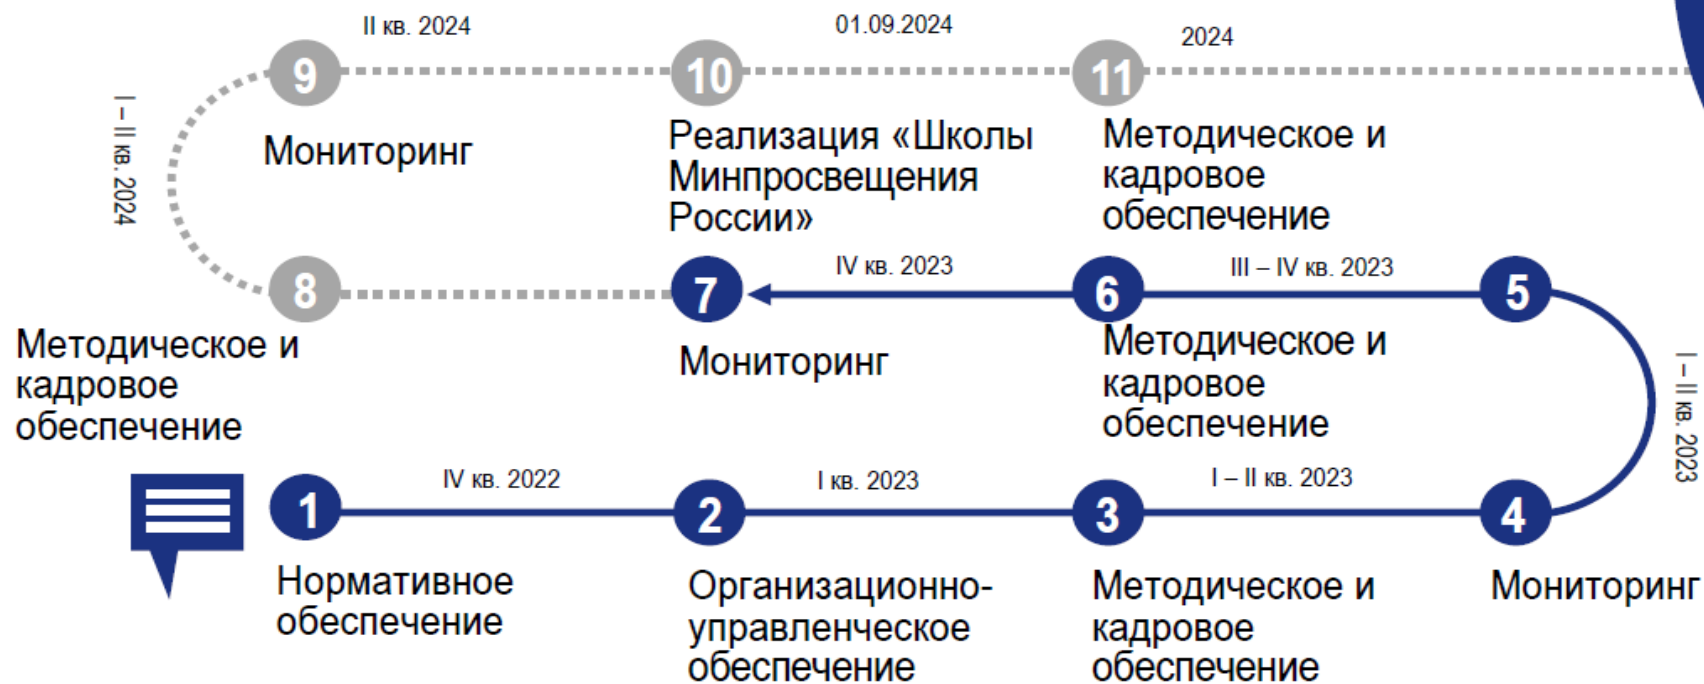 II кв. 2024
01.09.2024
2024
9
10
11
I – II кв. 2024
Мониторинг
Реализация «Школы
Минпросвещения
России»
Методическое и
кадровое
обеспечение
IV кв. 2023
III – IV кв. 2023
8
7
6
5
Методическое и
кадровое
обеспечение
Мониторинг
Методическое и
кадровое
обеспечение
I – II кв. 2023
IV кв. 2022
I кв. 2023
I – II кв. 2023
1
2
3
4
Нормативное
обеспечение
Организационно-
управленческое
обеспечение
Методическое и
кадровое
обеспечение
Мониторинг